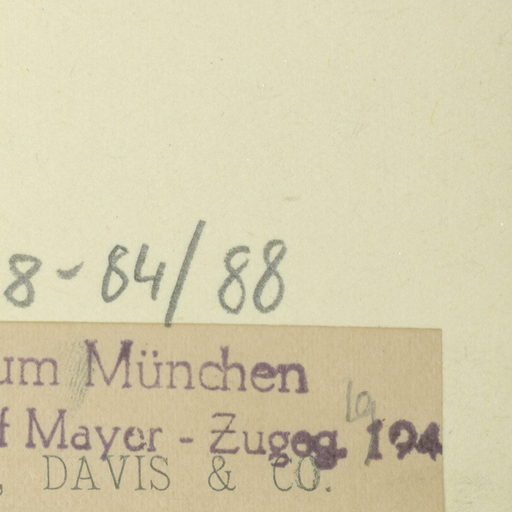 8-84/88
um München
f Mayer - Zugeg. 194
, DAVIS & CO.